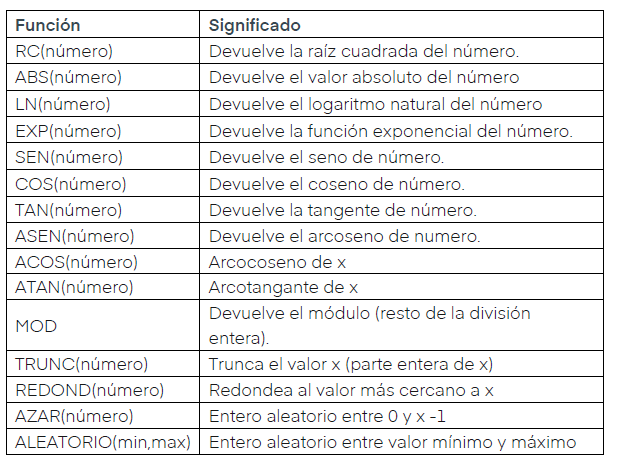 Función Significado
RC(número) Devuelve la raíz cuadrada del número.
ABS(número) Devuelve el valor absoluto del número
LN(número) Devuelve el logaritmo natural del número
EXP(número) Devuelve la función exponencial del número.
SEN(número) Devuelve el seno de número.
COS(número) Devuelve el coseno de número.
TAN(número) Devuelve la tangente de número.
ASEN(número) Devuelve el arcoseno de numero.
ACOS(número) Arcocoseno de x
ATAN(número) Arcotangante de x
MOD Devuelve el módulo (resto de la división
entera).
TRUNC(número) Trunca el valor x (parte entera de x)
REDOND(número) Redondea al valor más cercano a x
AZAR(número) Entero aleatorio entre 0 y x -1
ALEATORIO(min,max) Entero aleatorio entre valor mínimo y máximo